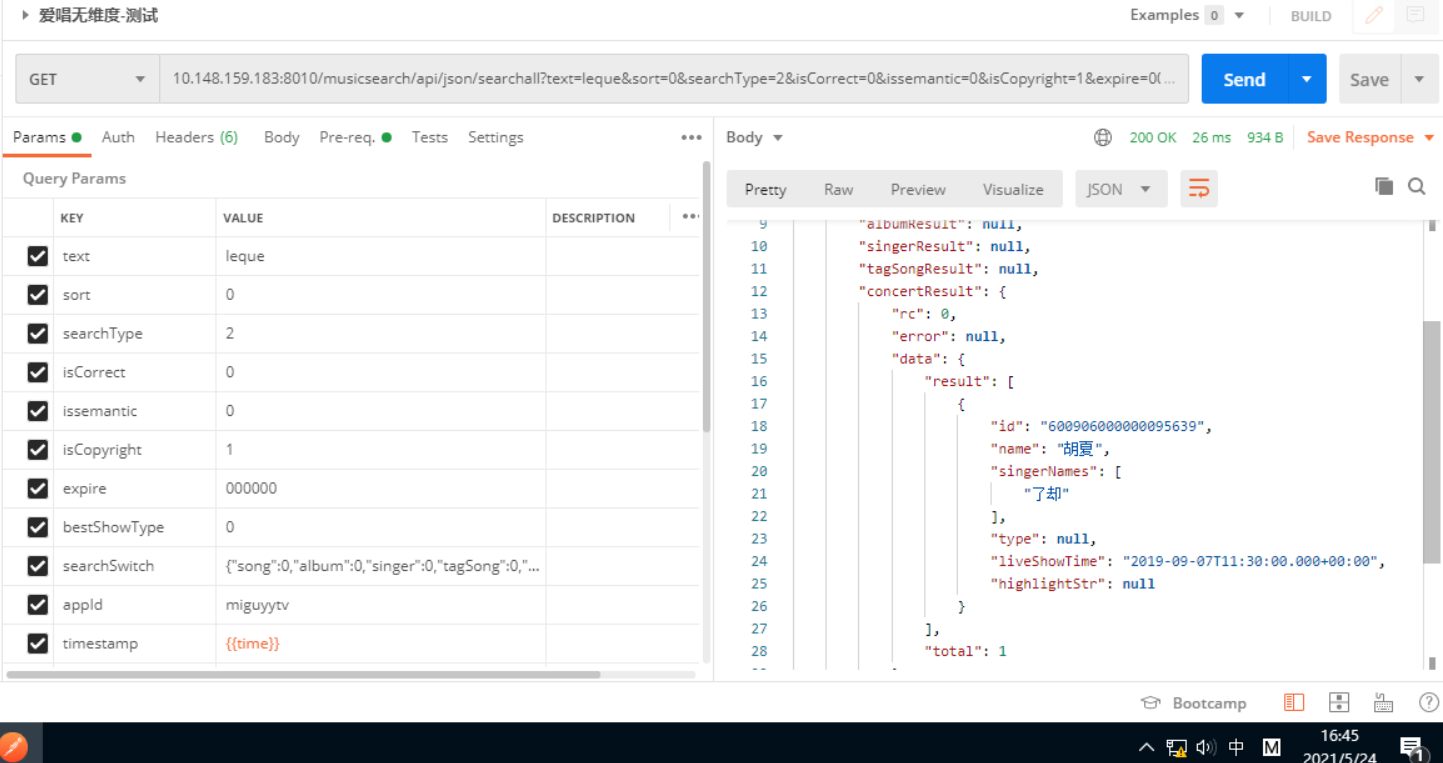 爱唱无维度-测试
Examples 0
BUILD
GET
10.148.159.183:8010/musicsearch/api/json/searchall?text=leque&sort=0&searchType=2&isCorrect=0&issemantic=0&isCopyright=1&expire=0( ...
Send
Save
Params Auth Headers (6) Body Pre-req. Tests Settings
Body
200 OK 26 ms 934 B Save Response
Query Params
Pretty Raw Preview Visualize JSON
KEY VALUE DESCRIPTION
text leque
sort 0
searchType 2
isCorrect 0
issemantic 0
isCopyright 1
expire 000000
bestShowType 0
searchSwitch {"song":0,"album":0,"singer":0,"tagSong":0,"...
appId miguyytv
timestamp {{time}}
9 "albumResult": null,
10 "singerResult": null,
11 "tagSongResult": null,
12 "concertResult": {
13 "rc": 0,
14 "error": null,
15 "data": {
16 "result": [
17 {
18 "id": "600906000000095639",
19 "name": "胡夏",
20 "singerNames": [
21 "了却"
22 ],
23 "type": null,
24 "liveShowTime": "2019-09-07T11:30:00.000+00:00",
25 "highlightStr": null
26 }
27 ],
28 "total": 1
Bootcamp
中
M
16:45
2021/5/24
1